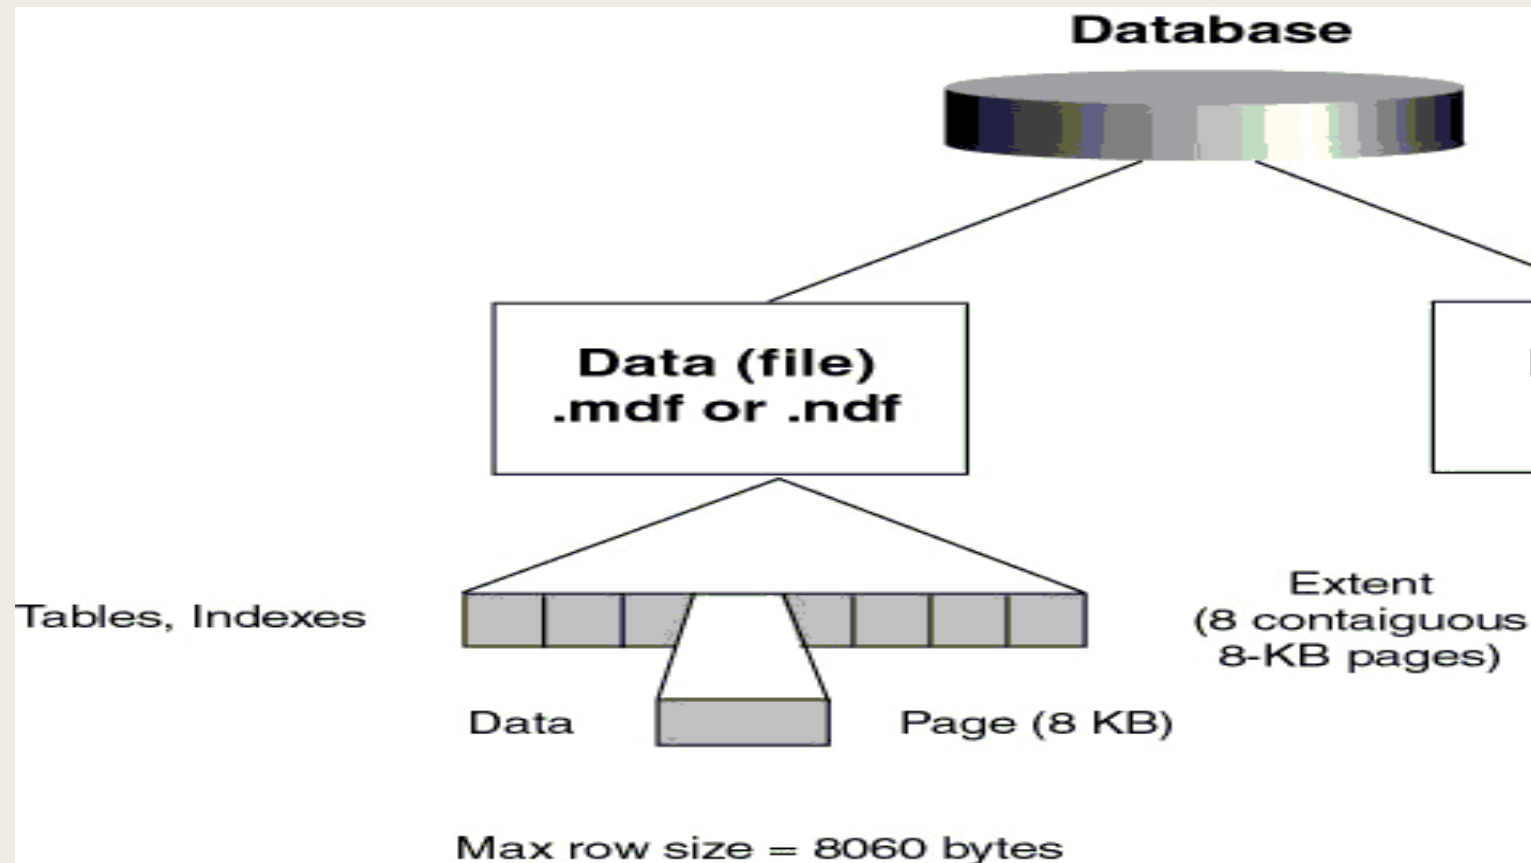 Database
Data (file)
.mdf or .ndf
Tables, Indexes
Extent
(8 contaiguous
8-KB pages)
Data
Page (8 KB)
Max row size = 8060 bytes